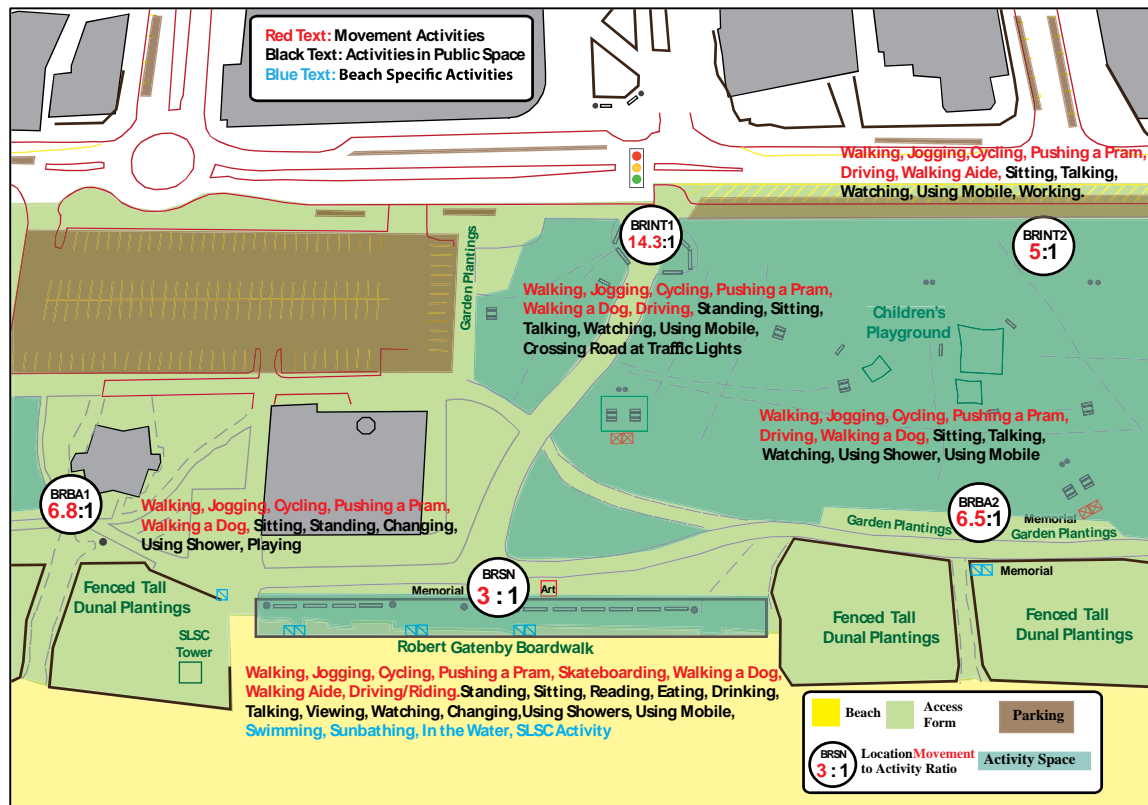 Red Text: Movement Activities
Black Text: Activities in Public Space
Blue Text: Beach Specific Activities
Walking, Jogging,Cycling, Pushing a Pram,
Driving, Walking Aide, Sitting, Talking,
Watching, Using Mobile, Working.
BRINT1
14.3:1
BRINT2
5:1
Garden Plantings
Walking, Jogging, Cycling, Pushing a Pram,
Walking a Dog, Driving, Standing, Sitting,
Talking, Watching, Using Mobile,
Crossing Road at Traffic Lights
Children's
Playground
Walking, Jogging, Cycling, Pushing a Pram,
Driving, Walking a Dog, Sitting, Talking,
Watching, Using Shower, Using Mobile
BRBA1
6.8:1
Walking, Jogging, Cycling, Pushing a Pram,
Walking a Dog, Sitting, Standing, Changing,
Using Shower, Playing
BRBA2
6.5:1
Garden Plantings
Memorial
Garden Plantings
BRSN
3 : 1
Memorial
Art
Memorial
Fenced Tall
Dunal Plantings
SLSC
Tower
Fenced Tall
Dunal Plantings
Fenced Tall
Dunal Plantings
Robert Gatenby Boardwalk
Walking, Jogging, Cycling, Pushing a Pram, Skateboarding, Walking a Dog,
Walking Aide, Driving/Riding.Standing, Sitting, Reading, Eating, Drinking,
Talking, Viewing, Watching, Changing,Using Showers, Using Mobile,
Swimming, Sunbathing, In the Water, SLSC Activity
Beach
Access
Form
Parking
BRSN
3 : 1
Location Movement
to Activity Ratio
Activity Space